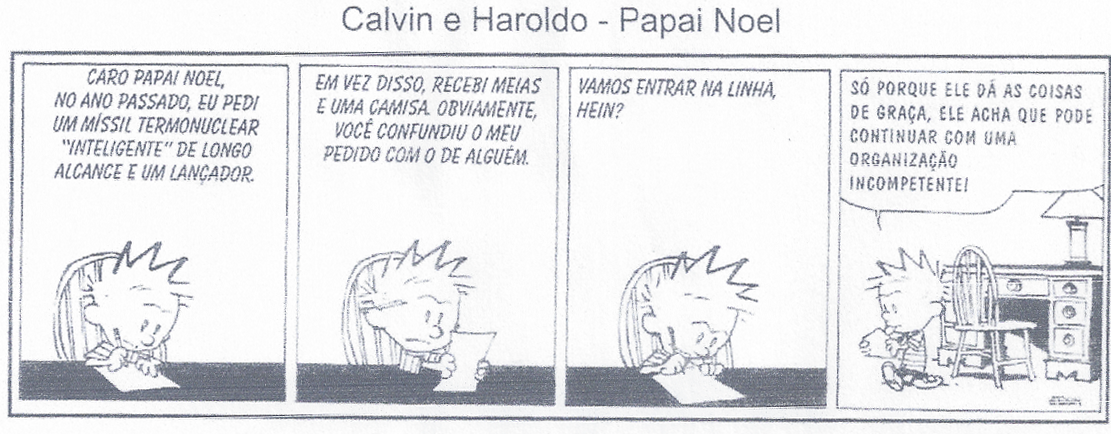 Calvin e Haroldo - Papai Noel
CARO PAPAI NOEL,
NO ANO PASSADO, EU PEDI
UM MÍSSIL TERMONUCLEAR
"INTELIGENTE" DE LONGO
ALCANCE E UM LANÇADOR.
EM VEZ DISSO, RECEBI MEIAS
E UMA CAMISA. OBVIAMENTE,
VOCÊ CONFUNDIU O MEU
PEDIDO COM O DE ALGUÉM.
VAMOS ENTRAR NA LINHA,
HEIN?
SÓ PORQUE ELE DÁ AS COISAS
DE GRAÇA, ELE ACHA QUE PODE
CONTINUAR COM UMA
ORGANIZAÇÃO
INCOMPETENTE!